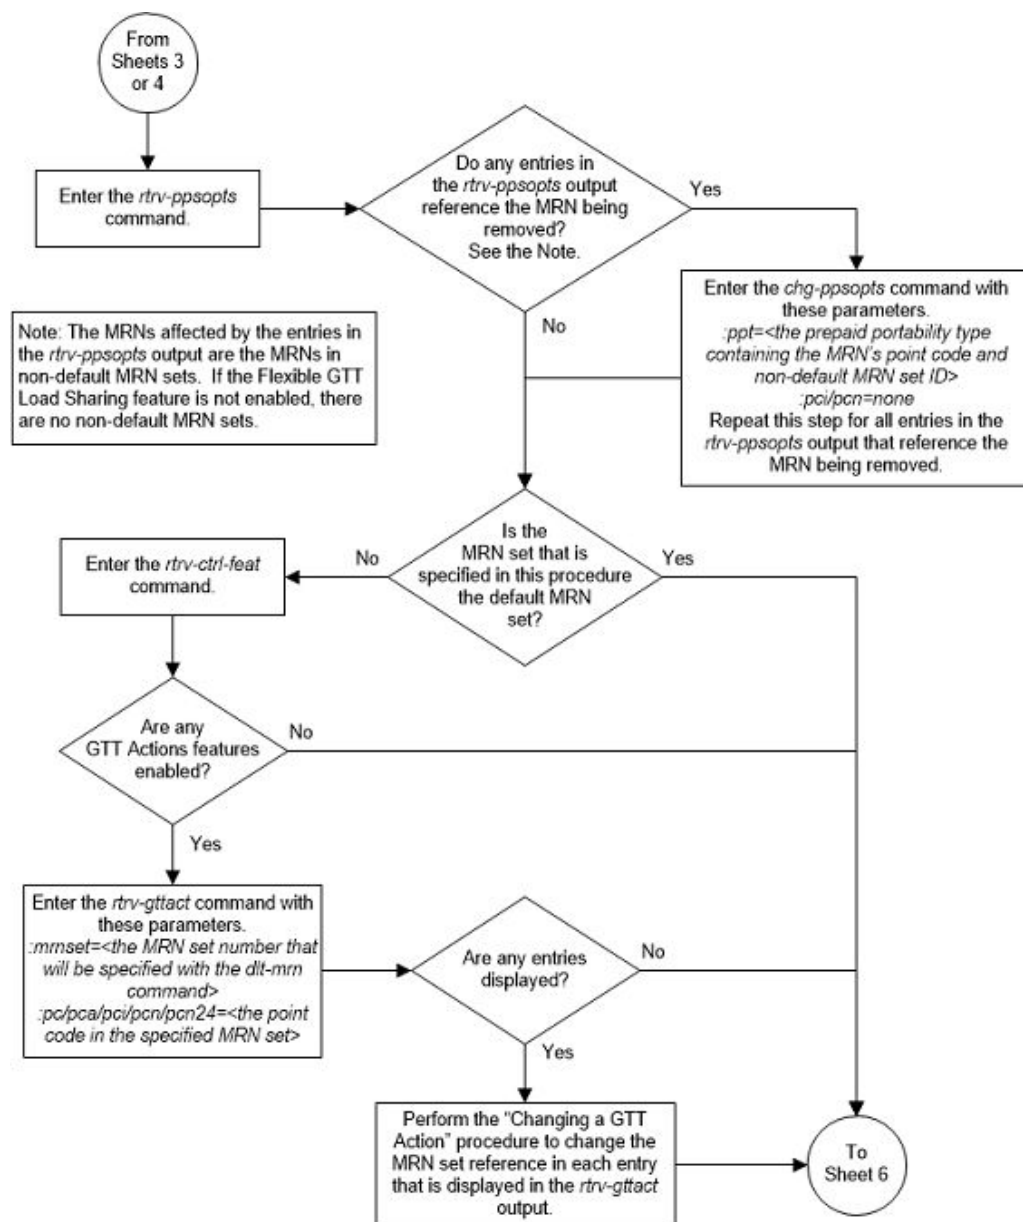 From
Sheets 3
or 4
Enter the rtrv-ppsopts
command.
Do any entries in
the rtrv-ppsopts output
reference the MRN being
removed?
See the Note.
Yes
No
Enter the chg-ppsopts command with
these parameters.
:ppt=<the prepaid portability type
containing the MRN's point code and
non-default MRN set ID>
:pci/pcn=none
Repeat this step for all entries in the
rtrv-ppsopts output that reference the
MRN being removed.
Note: The MRNs affected by the entries in
the rtrv-ppsopts output are the MRNs in
non-default MRN sets. If the Flexible GTT
Load Sharing feature is not enabled, there
are no non-default MRN sets.
Is the
MRN set that is
specified in this procedure
the default MRN
set?
No
Yes
Enter the rtrv-ctrl-feat
command.
Are any
GTT Actions features
enabled?
No
Yes
Enter the rtrv-gttact command with
these parameters.
:mrnset=<the MRN set number that
will be specified with the dlt-mrn
command>
:pc/pca/pci/pcn/pcn24=<the point
code in the specified MRN set>
Are any entries
displayed?
No
Yes
Perform the "Changing a GTT
Action" procedure to change the
MRN set reference in each entry
that is displayed in the rtrv-gttact
output.
To
Sheet 6